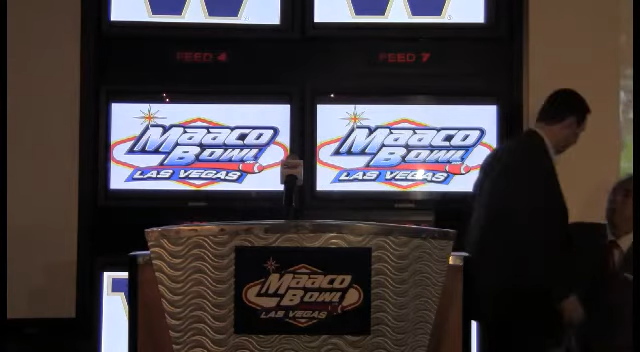 W W
FEED 4 FEED 7
MAACO
BOWL
LAS VEGAS
MAACO
BOWL
LAS VEGAS
MAACO
BOWL
LAS VEGAS